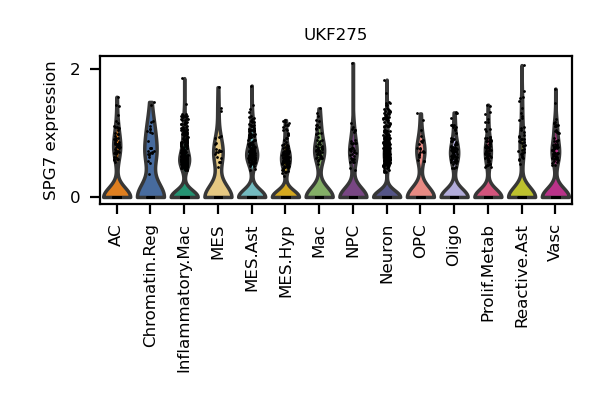 UKF275
SPG7 expression
2
0
AC
Chromatin.Reg
Inflammatory.Mac
MES
MES.Ast
MES.Hyp
Mac
NPC
Neuron
OPC
Oligo
Prolif.Metab
Reactive.Ast
Vasc